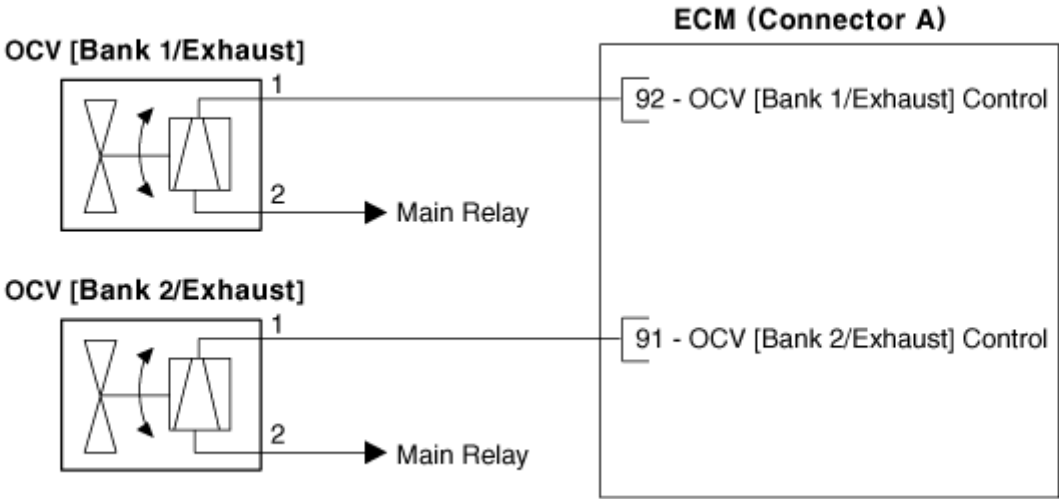 ECM (Connector A)
OCV [Bank 1/Exhaust]
1
92 - OCV [Bank 1/Exhaust] Control
2
Main Relay
OCV [Bank 2/Exhaust]
1
91 - OCV [Bank 2/Exhaust] Control
2
Main Relay